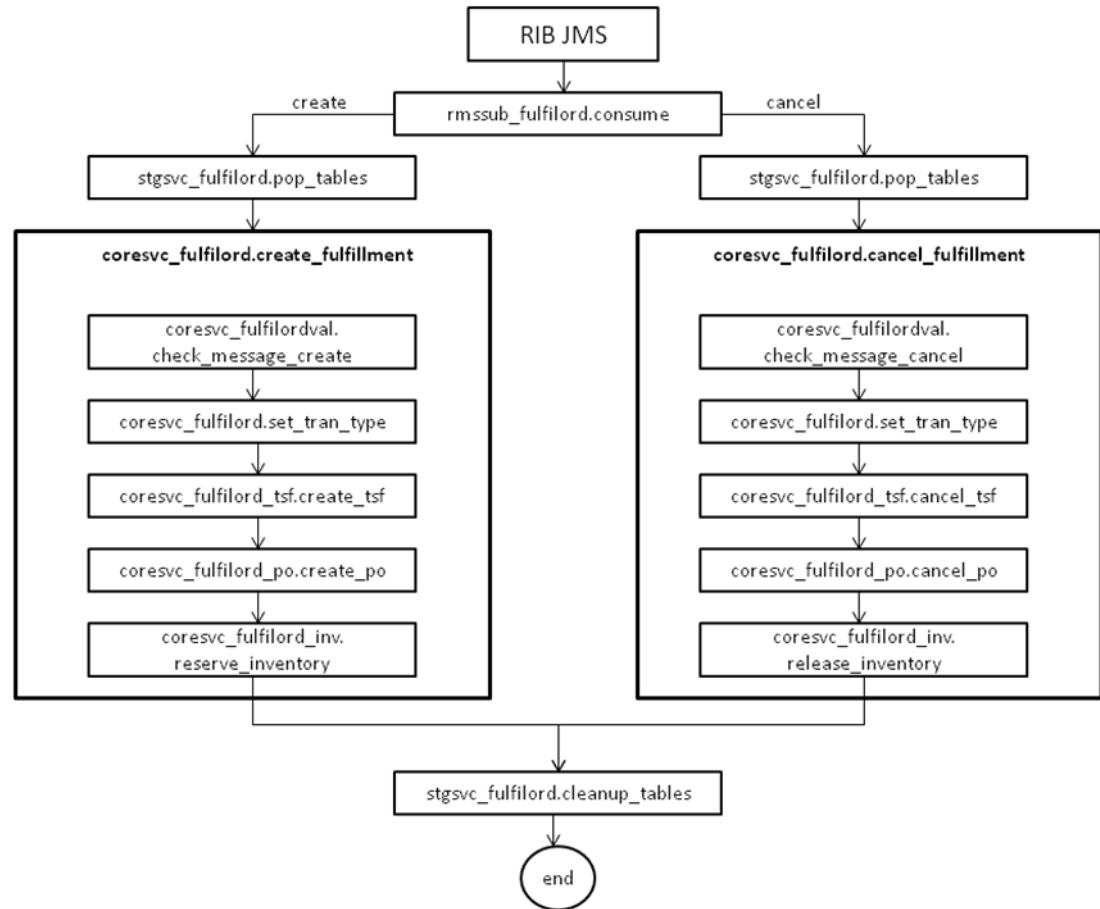 RIB JMS
create
cancel
rmssub_fulfilord.consume
stgsvc_fulfilord.pop_tables
stgsvc_fulfilord.pop_tables
coresvc_fulfilord.create_fulfillment
coresvc_fulfilordval.
check_message_create
coresvc_fulfilord.set_tran_type
coresvc_fulfilord_tsf.create_tsf
coresvc_fulfilord_po.create_po
coresvc_fulfilord_inv.
reserve_inventory
coresvc_fulfilord.cancel_fulfillment
coresvc_fulfilordval.
check_message_cancel
coresvc_fulfilord.set_tran_type
coresvc_fulfilord_tsf.cancel_tsf
coresvc_fulfilord_po.cancel_po
coresvc_fulfilord_inv.
release_inventory
stgsvc_fulfilord.cleanup_tables
end